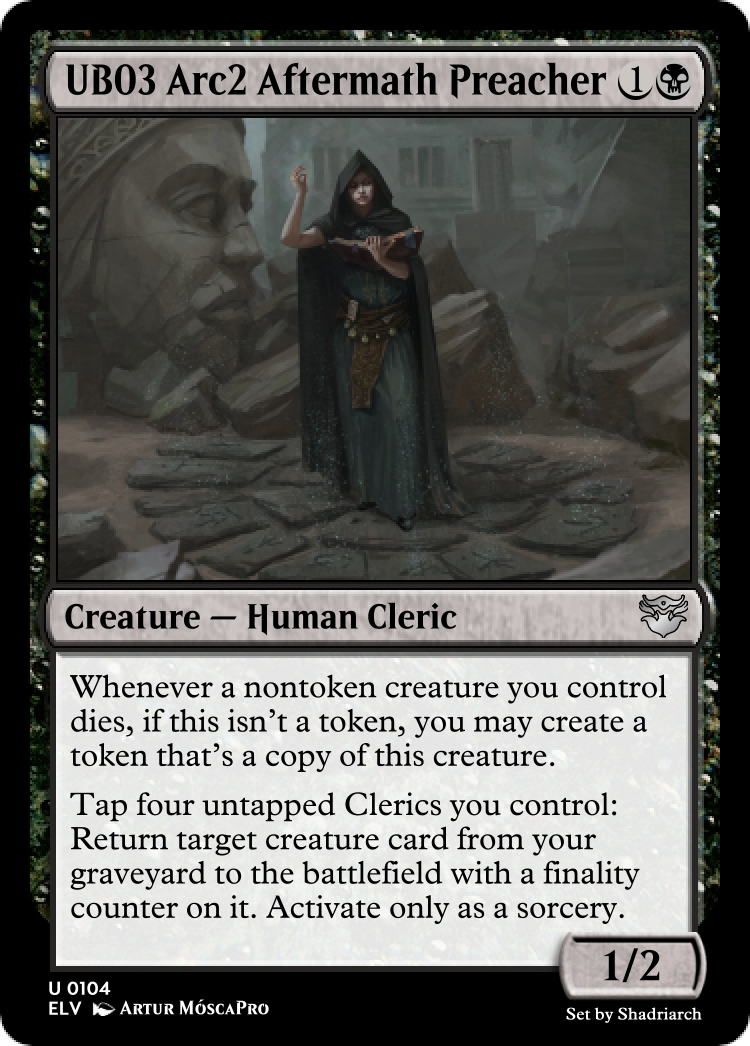 UB03 Arc2 Aftermath Preacher 1
Creature — Human Cleric
Whenever a nontoken creature you control
dies, if this isn't a token, you may create a
token that's a copy of this creature.
Tap four untapped Clerics you control:
Return target creature card from your
graveyard to the battlefield with a finality
counter on it. Activate only as a sorcery.
1/2
U 0104
ELV Artur MóscaPro
Set by Shadriarch